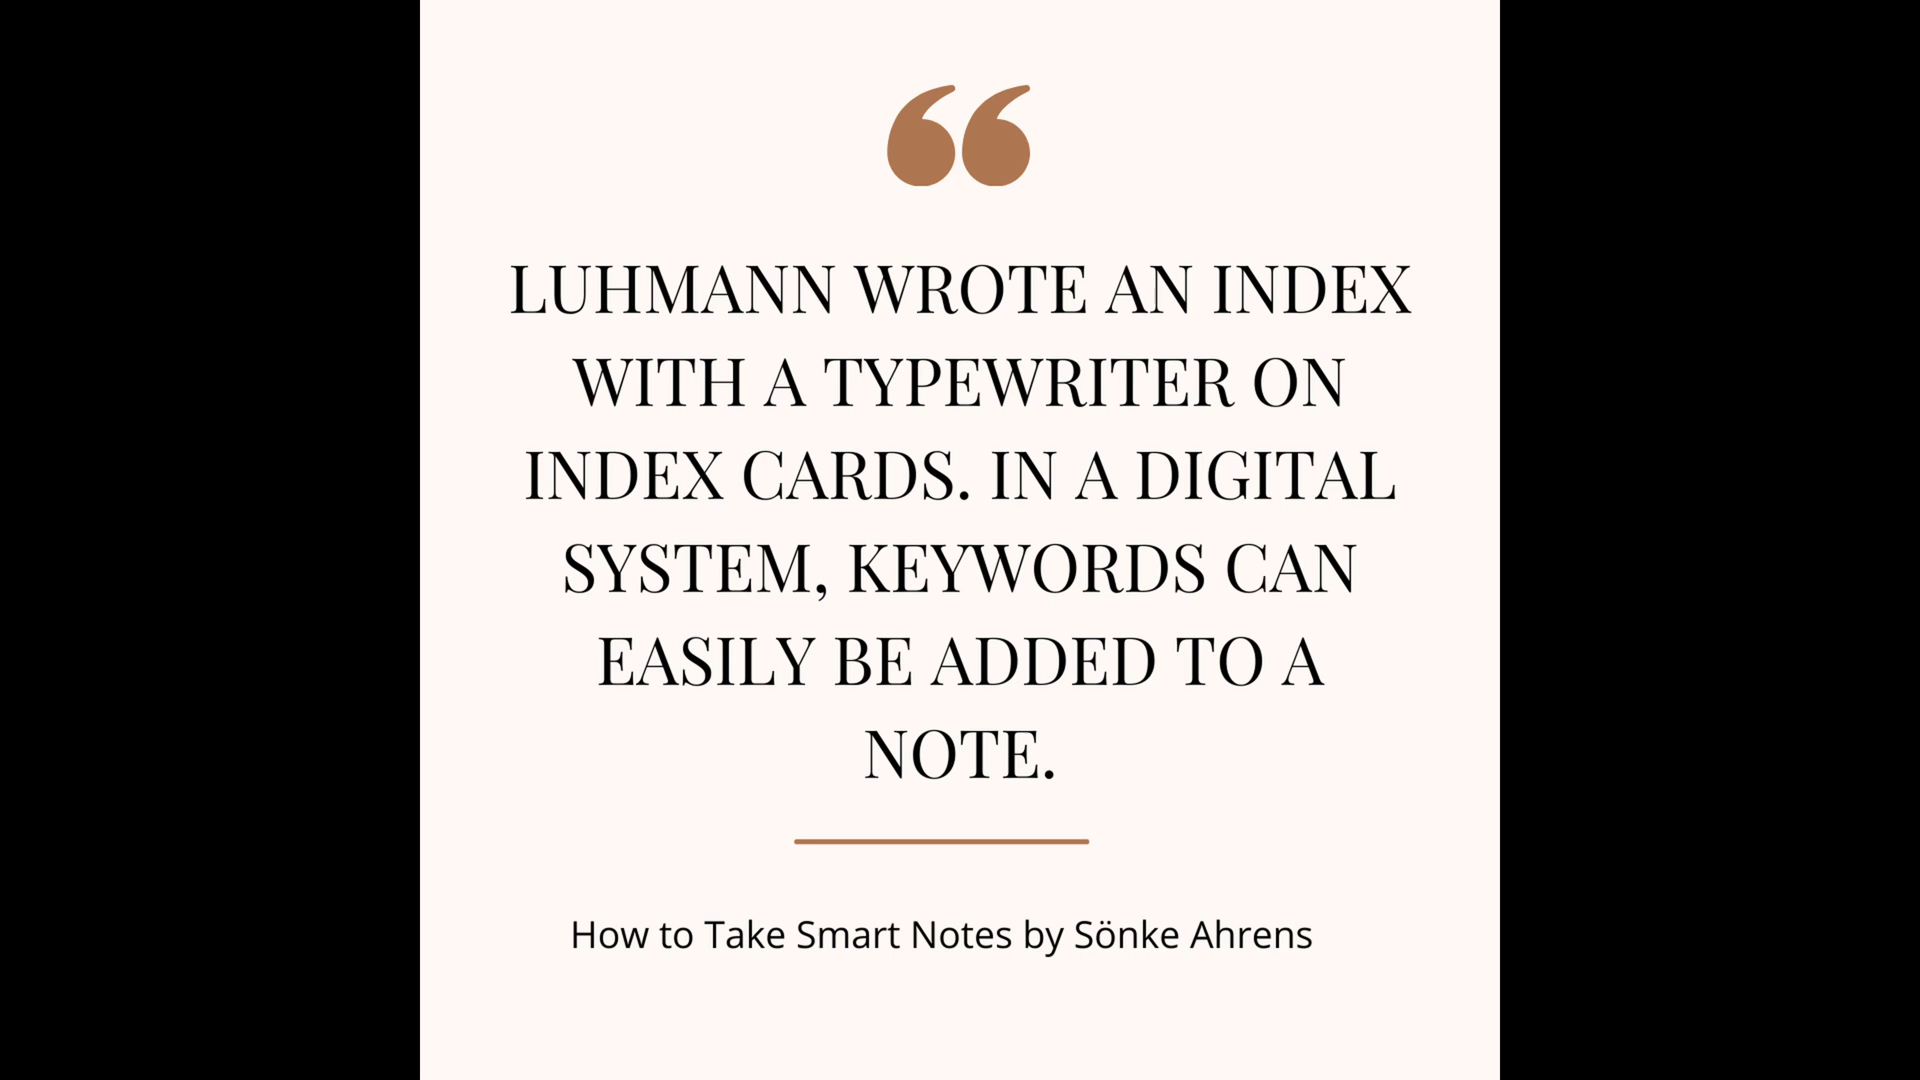 LUHMANN WROTE AN INDEX
WITH A TYPEWRITER ON
INDEX CARDS. IN A DIGITAL
SYSTEM, KEYWORDS CAN
EASILY BE ADDED TO A
NOTE.
How to Take Smart Notes by Sönke Ahrens